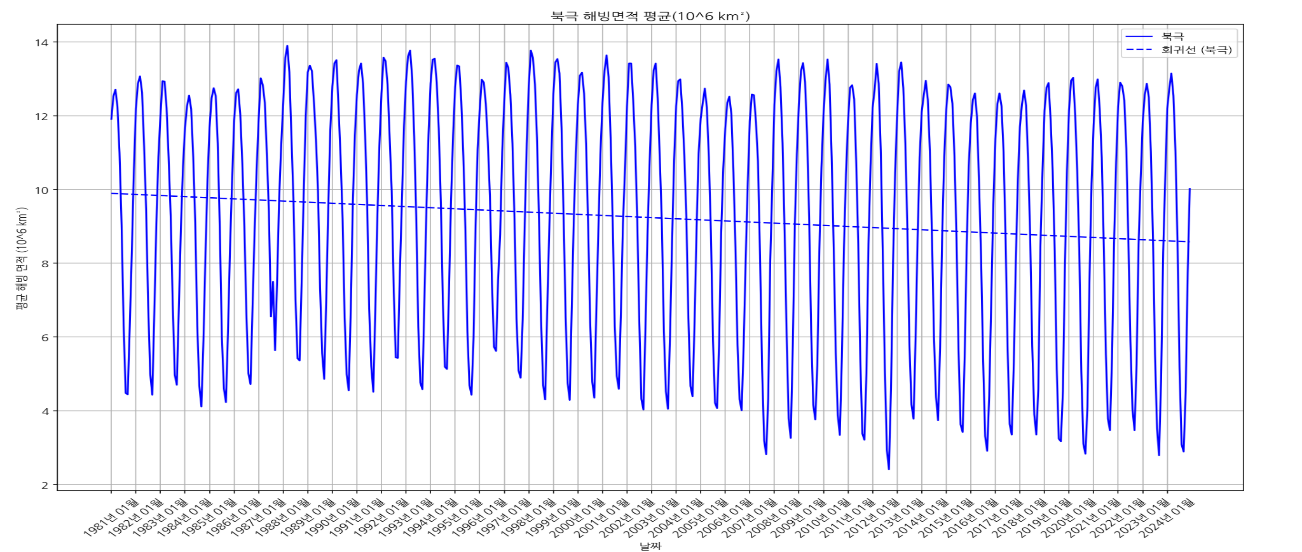 북극 해빙면적 평균(10^6 km²)
북극
회귀선 (북극)
평균 해빙 면적 (10^6 km²)
14
12
10
8
6
4
2
1981년 01월
1982년 01월
1983년 01월
1984년 01월
1985년 01월
1986년 01월
1987년 01월
1988년 01월
1989년 01월
1990년 01월
1991년 01월
1992년 01월
1993년 01월
1994년 01월
1995년 01월
1996년 01월
1997년 01월
1998년 01월
1999년 01월
2000년 01월
2001년 01월
2002년 01월
2003년 01월
2004년 01월
2005년 01월
2006년 01월
2007년 01월
2008년 01월
2009년 01월
2010년 01월
2011년 01월
2012년 01월
2013년 01월
2014년 01월
2015년 01월
2016년 01월
2017년 01월
2018년 01월
2019년 01월
2020년 01월
2021년 01월
2022년 01월
2023년 01월
2024년 01월
날짜